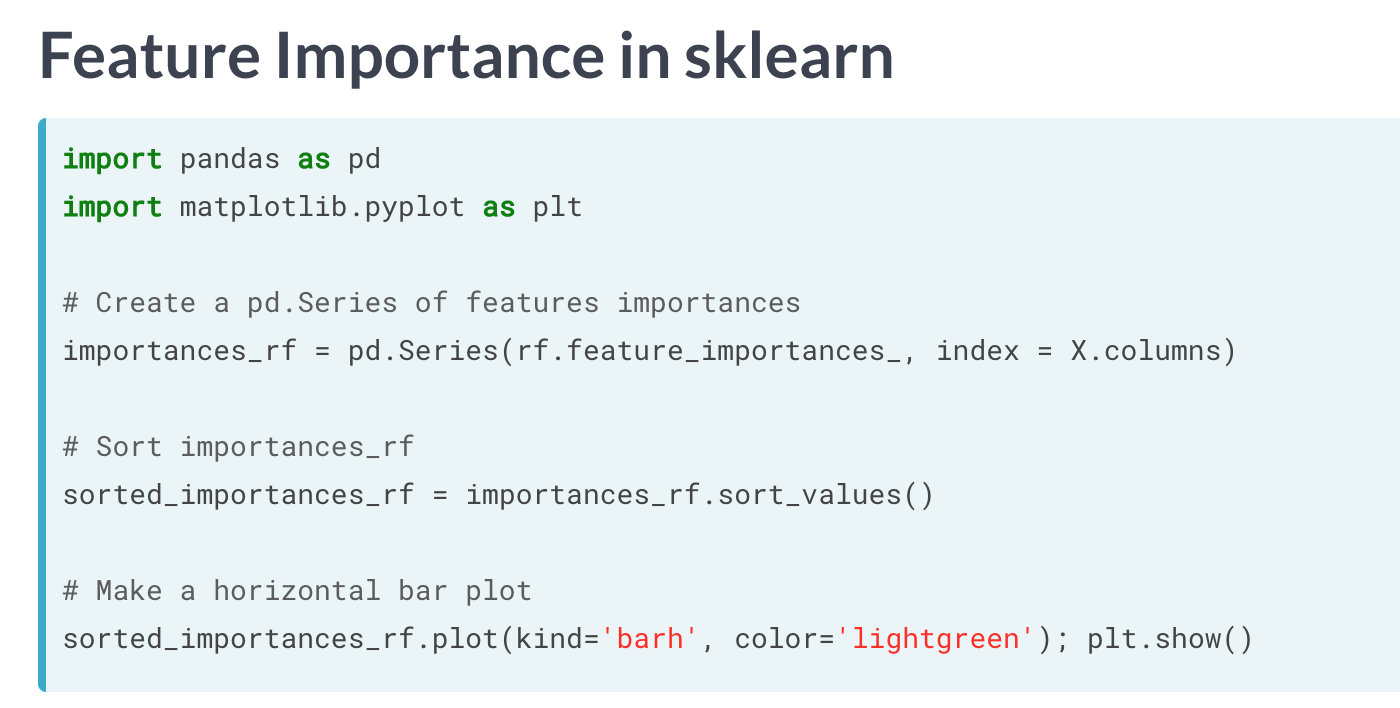 Feature Importance in sklearn
import pandas as pd
import matplotlib.pyplot as plt
# Create a pd.Series of features importances
importances_rf = pd.Series(rf.feature_importances_, index = X.columns)
# Sort importances_rf
sorted_importances_rf = importances_rf.sort_values()
# Make a horizontal bar plot
sorted_importances_rf.plot(kind='barh', color='lightgreen'); plt.show()